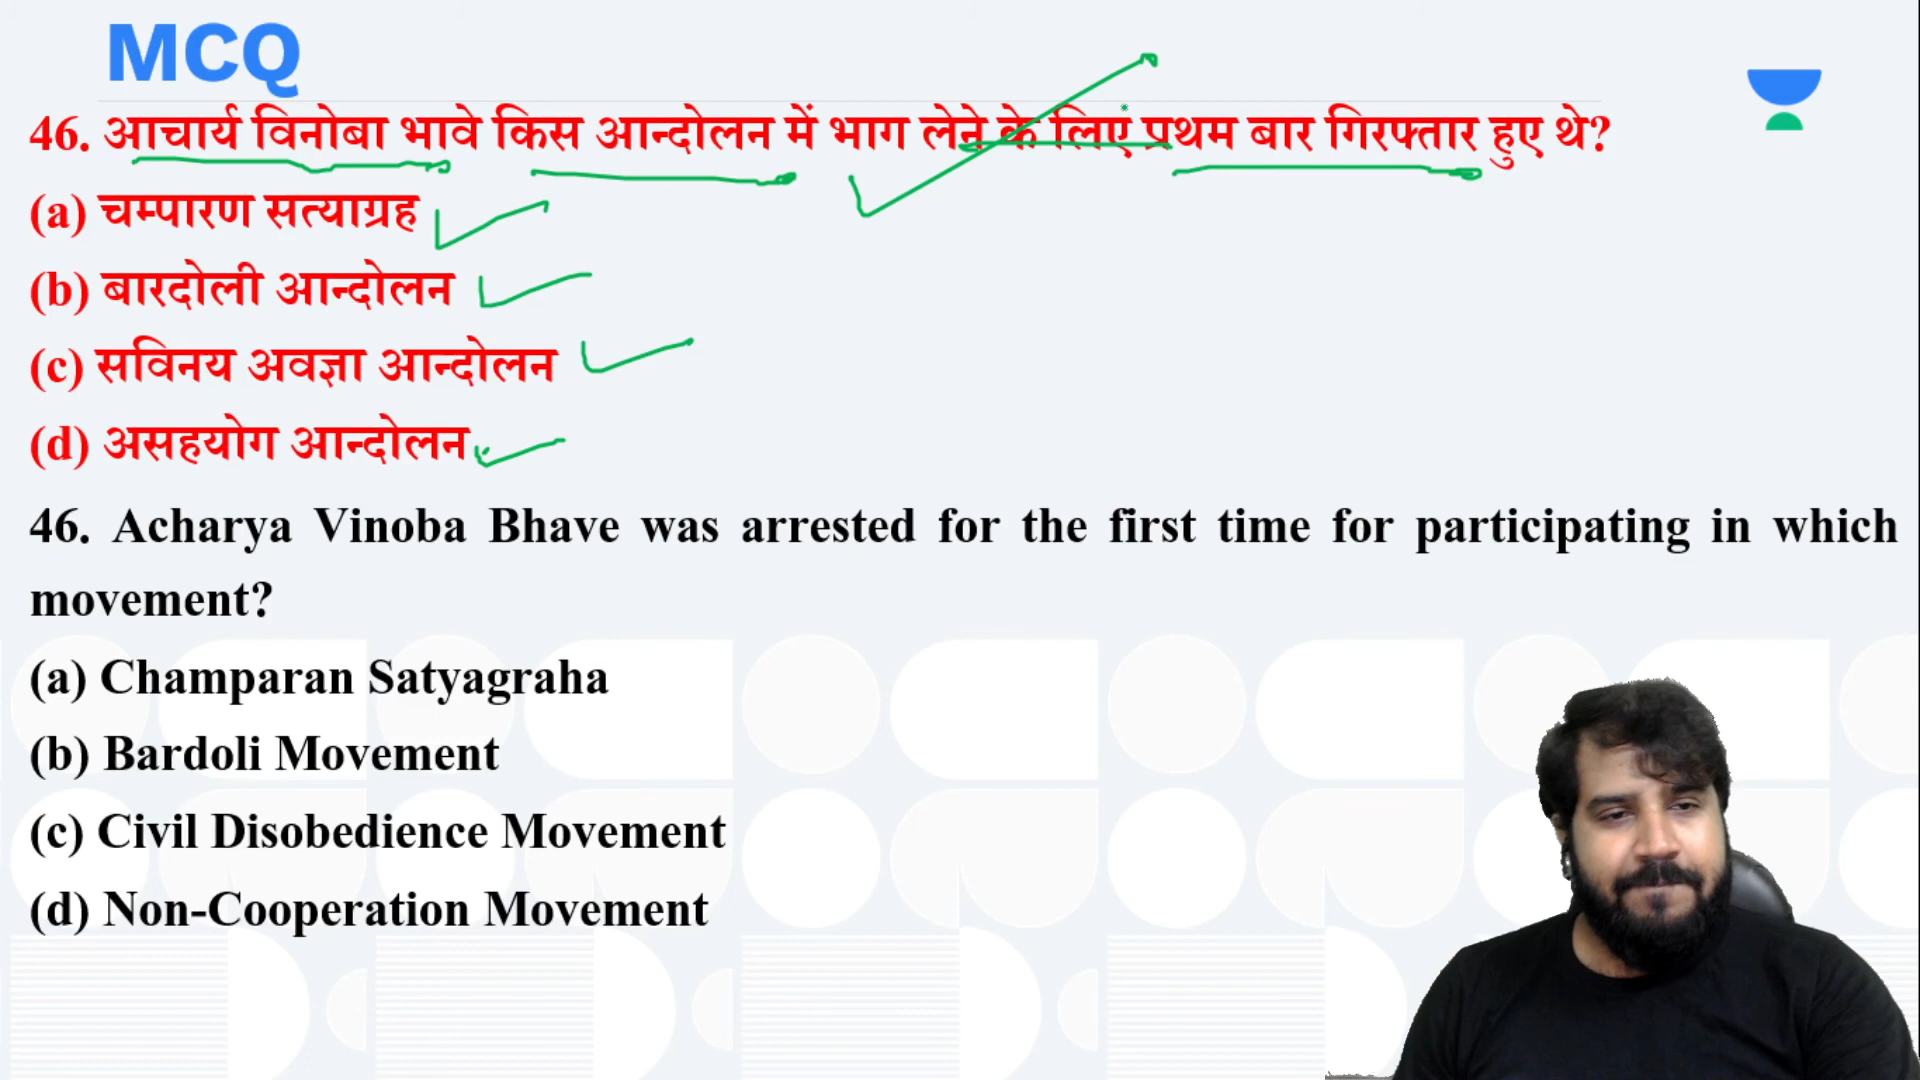 MCQ
46. आचार्य विनोबा भावे किस आन्दोलन में भाग लेने के लिए प्रथम बार गिरफ्तार हुए थे?
(a) चम्पारण सत्याग्रह
(b) बारदोली आन्दोलन
(c) सविनय अवज्ञा आन्दोलन
(d) असहयोग आन्दोलन
46. Acharya Vinoba Bhave was arrested for the first time for participating in which
movement?
(a) Champaran Satyagraha
(b) Bardoli Movement
(c) Civil Disobedience Movement
(d) Non-Cooperation Movement